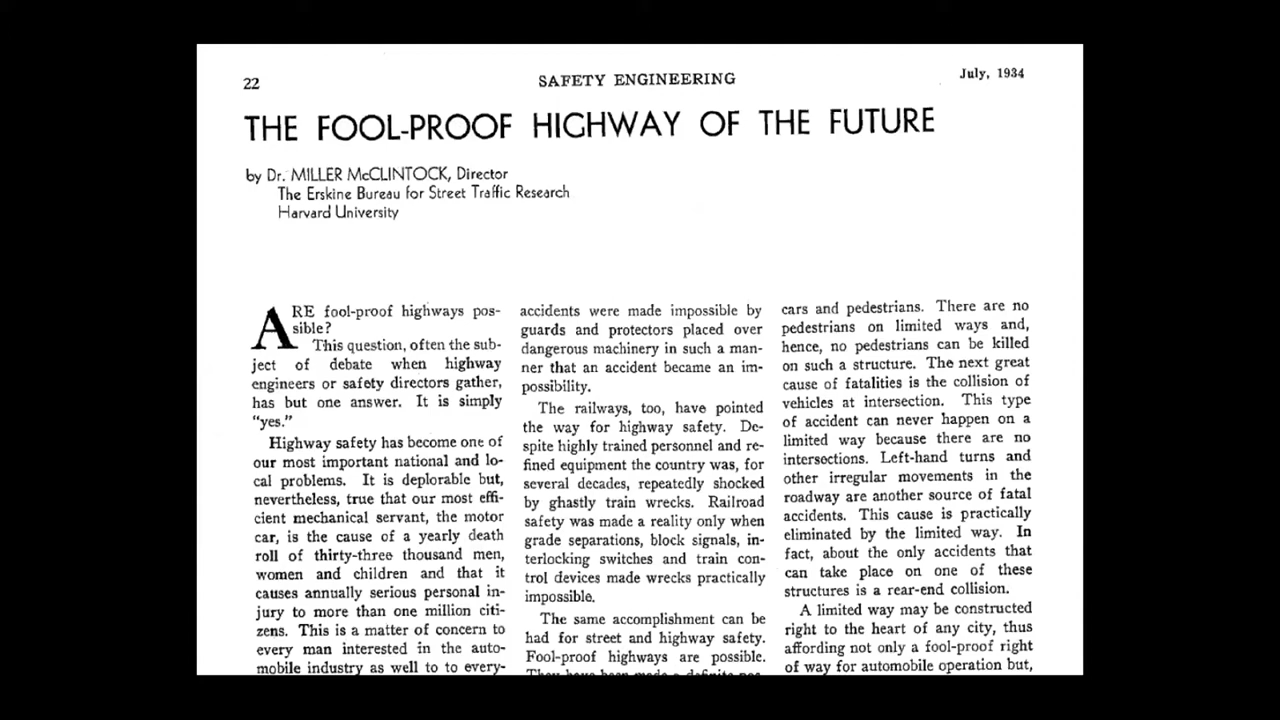 22
SAFETY ENGINEERING
July, 1934
THE FOOL-PROOF HIGHWAY OF THE FUTURE
by Dr. MILLER McCLINTOCK, Director
The Erskine Bureau for Street Traffic Research
Harvard University
ARE fool-proof highways pos-
sible?
This question, often the sub-
ject of debate when highway
engineers or safety directors gather,
has but one answer. It is simply
“yes.”
Highway safety has become one of
our most important national and lo-
cal problems. It is deplorable but,
nevertheless, true that our most effi-
cient mechanical servant, the motor
car, is the cause of a yearly death
roll of thirty-three thousand men,
women and children and that it
causes annually serious personal in-
jury to more than one million citi-
zens. This is a matter of concern to
every man interested in the auto-
mobile industry as well to to every-
accidents were made impossible by
guards and protectors placed over
dangerous machinery in such a man-
ner that an accident became an im-
possibility.
The railways, too, have pointed
the way for highway safety. De-
spite highly trained personnel and re-
fined equipment the country was, for
several decades, repeatedly shocked
by ghastly train wrecks. Railroad
safety was made a reality only when
grade separations, block signals, in-
terlocking switches and train con-
trol devices made wrecks practically
impossible.
The same accomplishment can be
had for street and highway safety.
Fool-proof highways are possible.
They have been made a definite pos-
cars and pedestrians. There are no
pedestrians on limited ways and,
hence, no pedestrians can be killed
on such a structure. The next great
cause of fatalities is the collision of
vehicles at intersection. This type
of accident can never happen on a
limited way because there are no
intersections. Left-hand turns and
other irregular movements in the
roadway are another source of fatal
accidents. This cause is practically
eliminated by the limited way. In
fact, about the only accidents that
can take place on one of these
structures is a rear-end collision.
A limited way may be constructed
right to the heart of any city, thus
affording not only a fool-proof right
of way for automobile operation but,